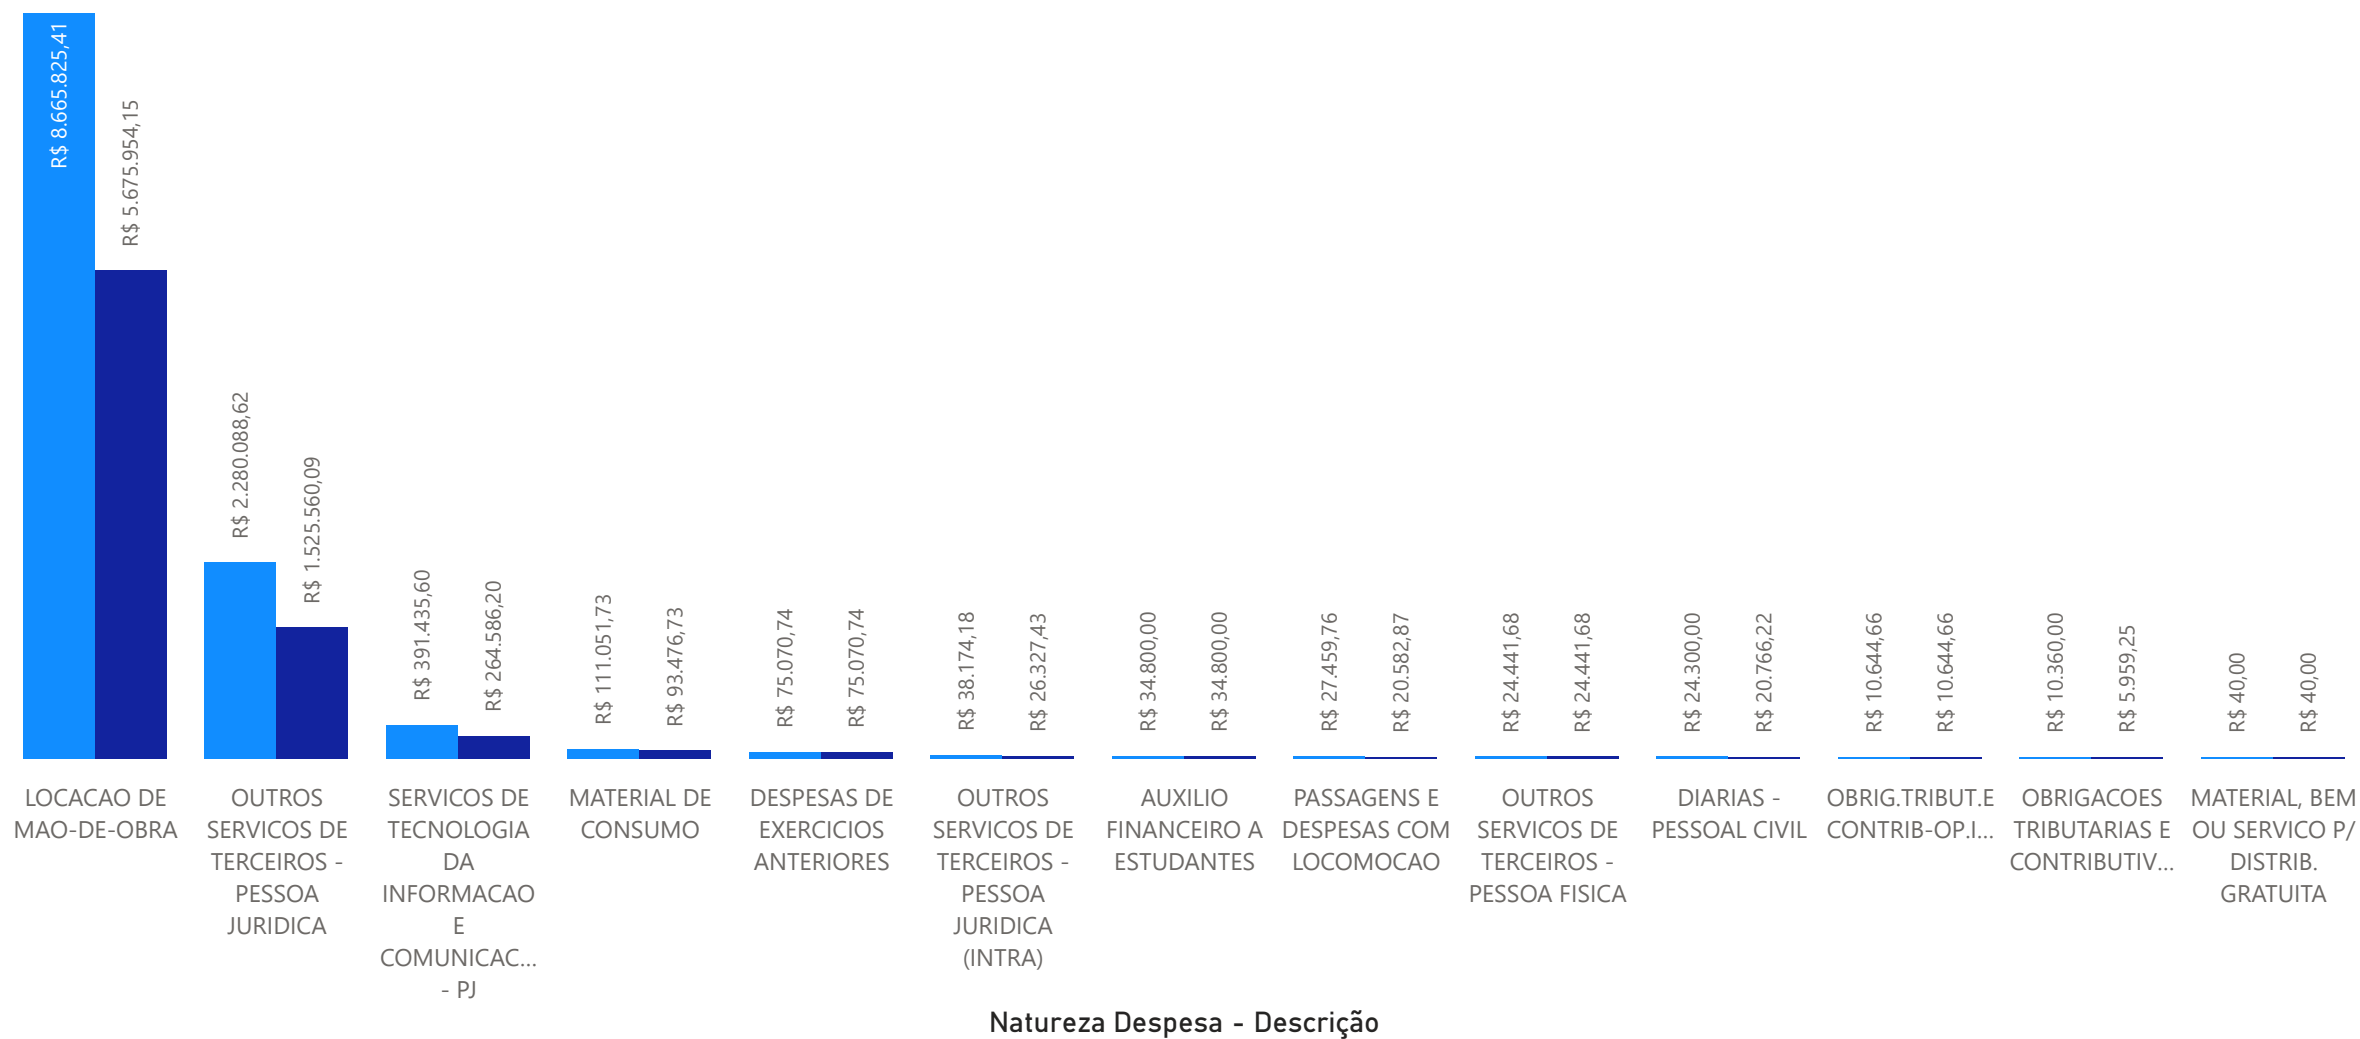 R$ 8.665.825,41
R$ 5.675.954,15
R$ 2.280.088,62
R$ 1.525.560,09
R$ 391.435,60
R$ 264.586,20
R$ 111.051,73
R$ 93.476,73
R$ 75.070,74
R$ 75.070,74
R$ 38.174,18
R$ 26.327,43
R$ 34.800,00
R$ 34.800,00
R$ 27.459,76
R$ 20.582,87
R$ 24.441,68
R$ 24.441,68
R$ 24.300,00
R$ 20.766,22
R$ 10.644,66
R$ 10.644,66
R$ 10.360,00
R$ 5.959,25
R$ 40,00
R$ 40,00
LOCACAO DE
MAO-DE-OBRA
OUTROS
SERVICOS DE
TERCEIROS -
PESSOA
JURIDICA
SERVICOS DE
TECNOLOGIA
DA
INFORMACAO
E
COMUNICAC...
- PJ
MATERIAL DE
CONSUMO
DESPESAS DE
EXERCICIOS
ANTERIORES
OUTROS
SERVICOS DE
TERCEIROS -
PESSOA
JURIDICA
(INTRA)
AUXILIO
FINANCEIRO A
ESTUDANTES
PASSAGENS E
DESPESAS COM
LOCOMOCAO
OUTROS
SERVICOS DE
TERCEIROS -
PESSOA FISICA
DIARIAS -
PESSOAL CIVIL
OBRIG.TRIBUT.E
CONTRIB-OP.I...
OBRIGACOES
TRIBUTARIAS E
CONTRIBUTIV...
MATERIAL, BEM
OU SERVICO P/
DISTRIB.
GRATUITA
Natureza Despesa - Descrição